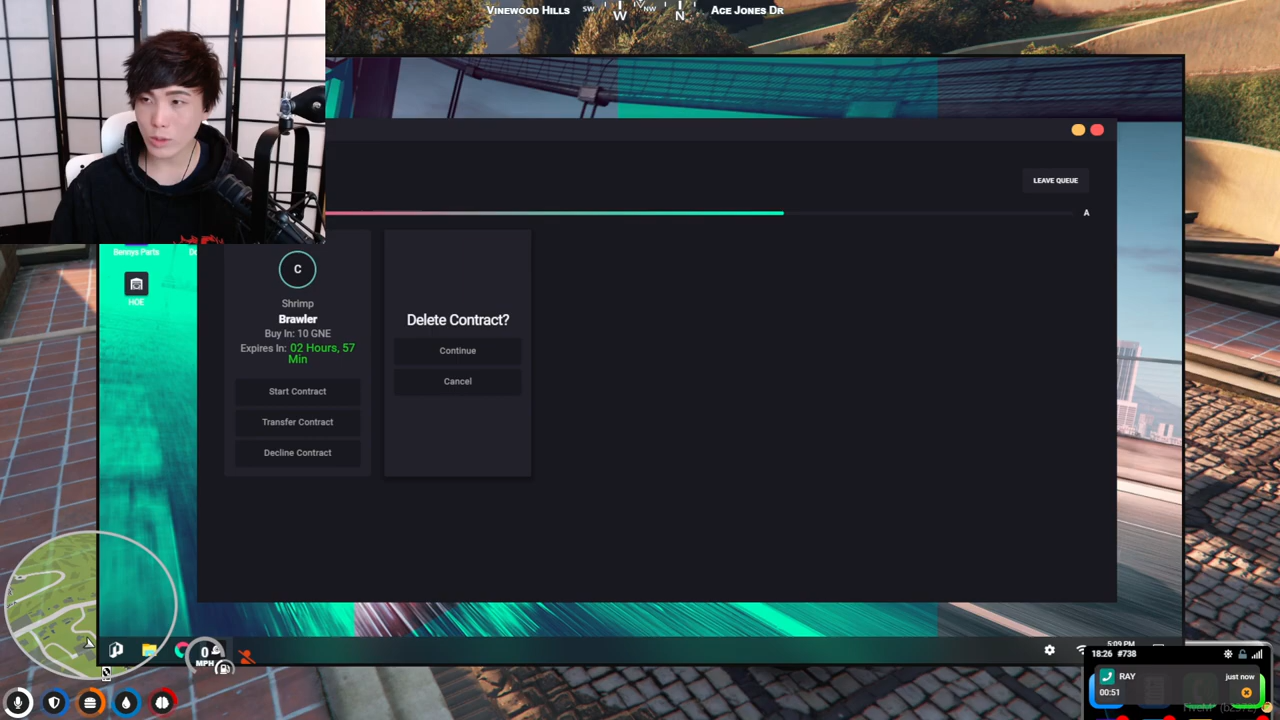 VINEWOOD HILLS SW W NW N ACE JONES DR
LEAVE QUEUE
A
Bennys Parts
HOE
C
Shrimp
Brawler
Buy In: 10 GNE
Expires In: 02 Hours, 57
Min
Start Contract
Transfer Contract
Decline Contract
Delete Contract?
Continue
Cancel
0
MPH
5:09 PM
18:26 #738
RAY
just now
00:51